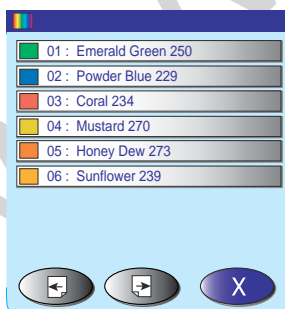 01 : Emerald Green 250
02 : Powder Blue 229
03 : Coral 234
04 : Mustard 270
05 : Honey Dew 273
06 : Sunflower 239
X